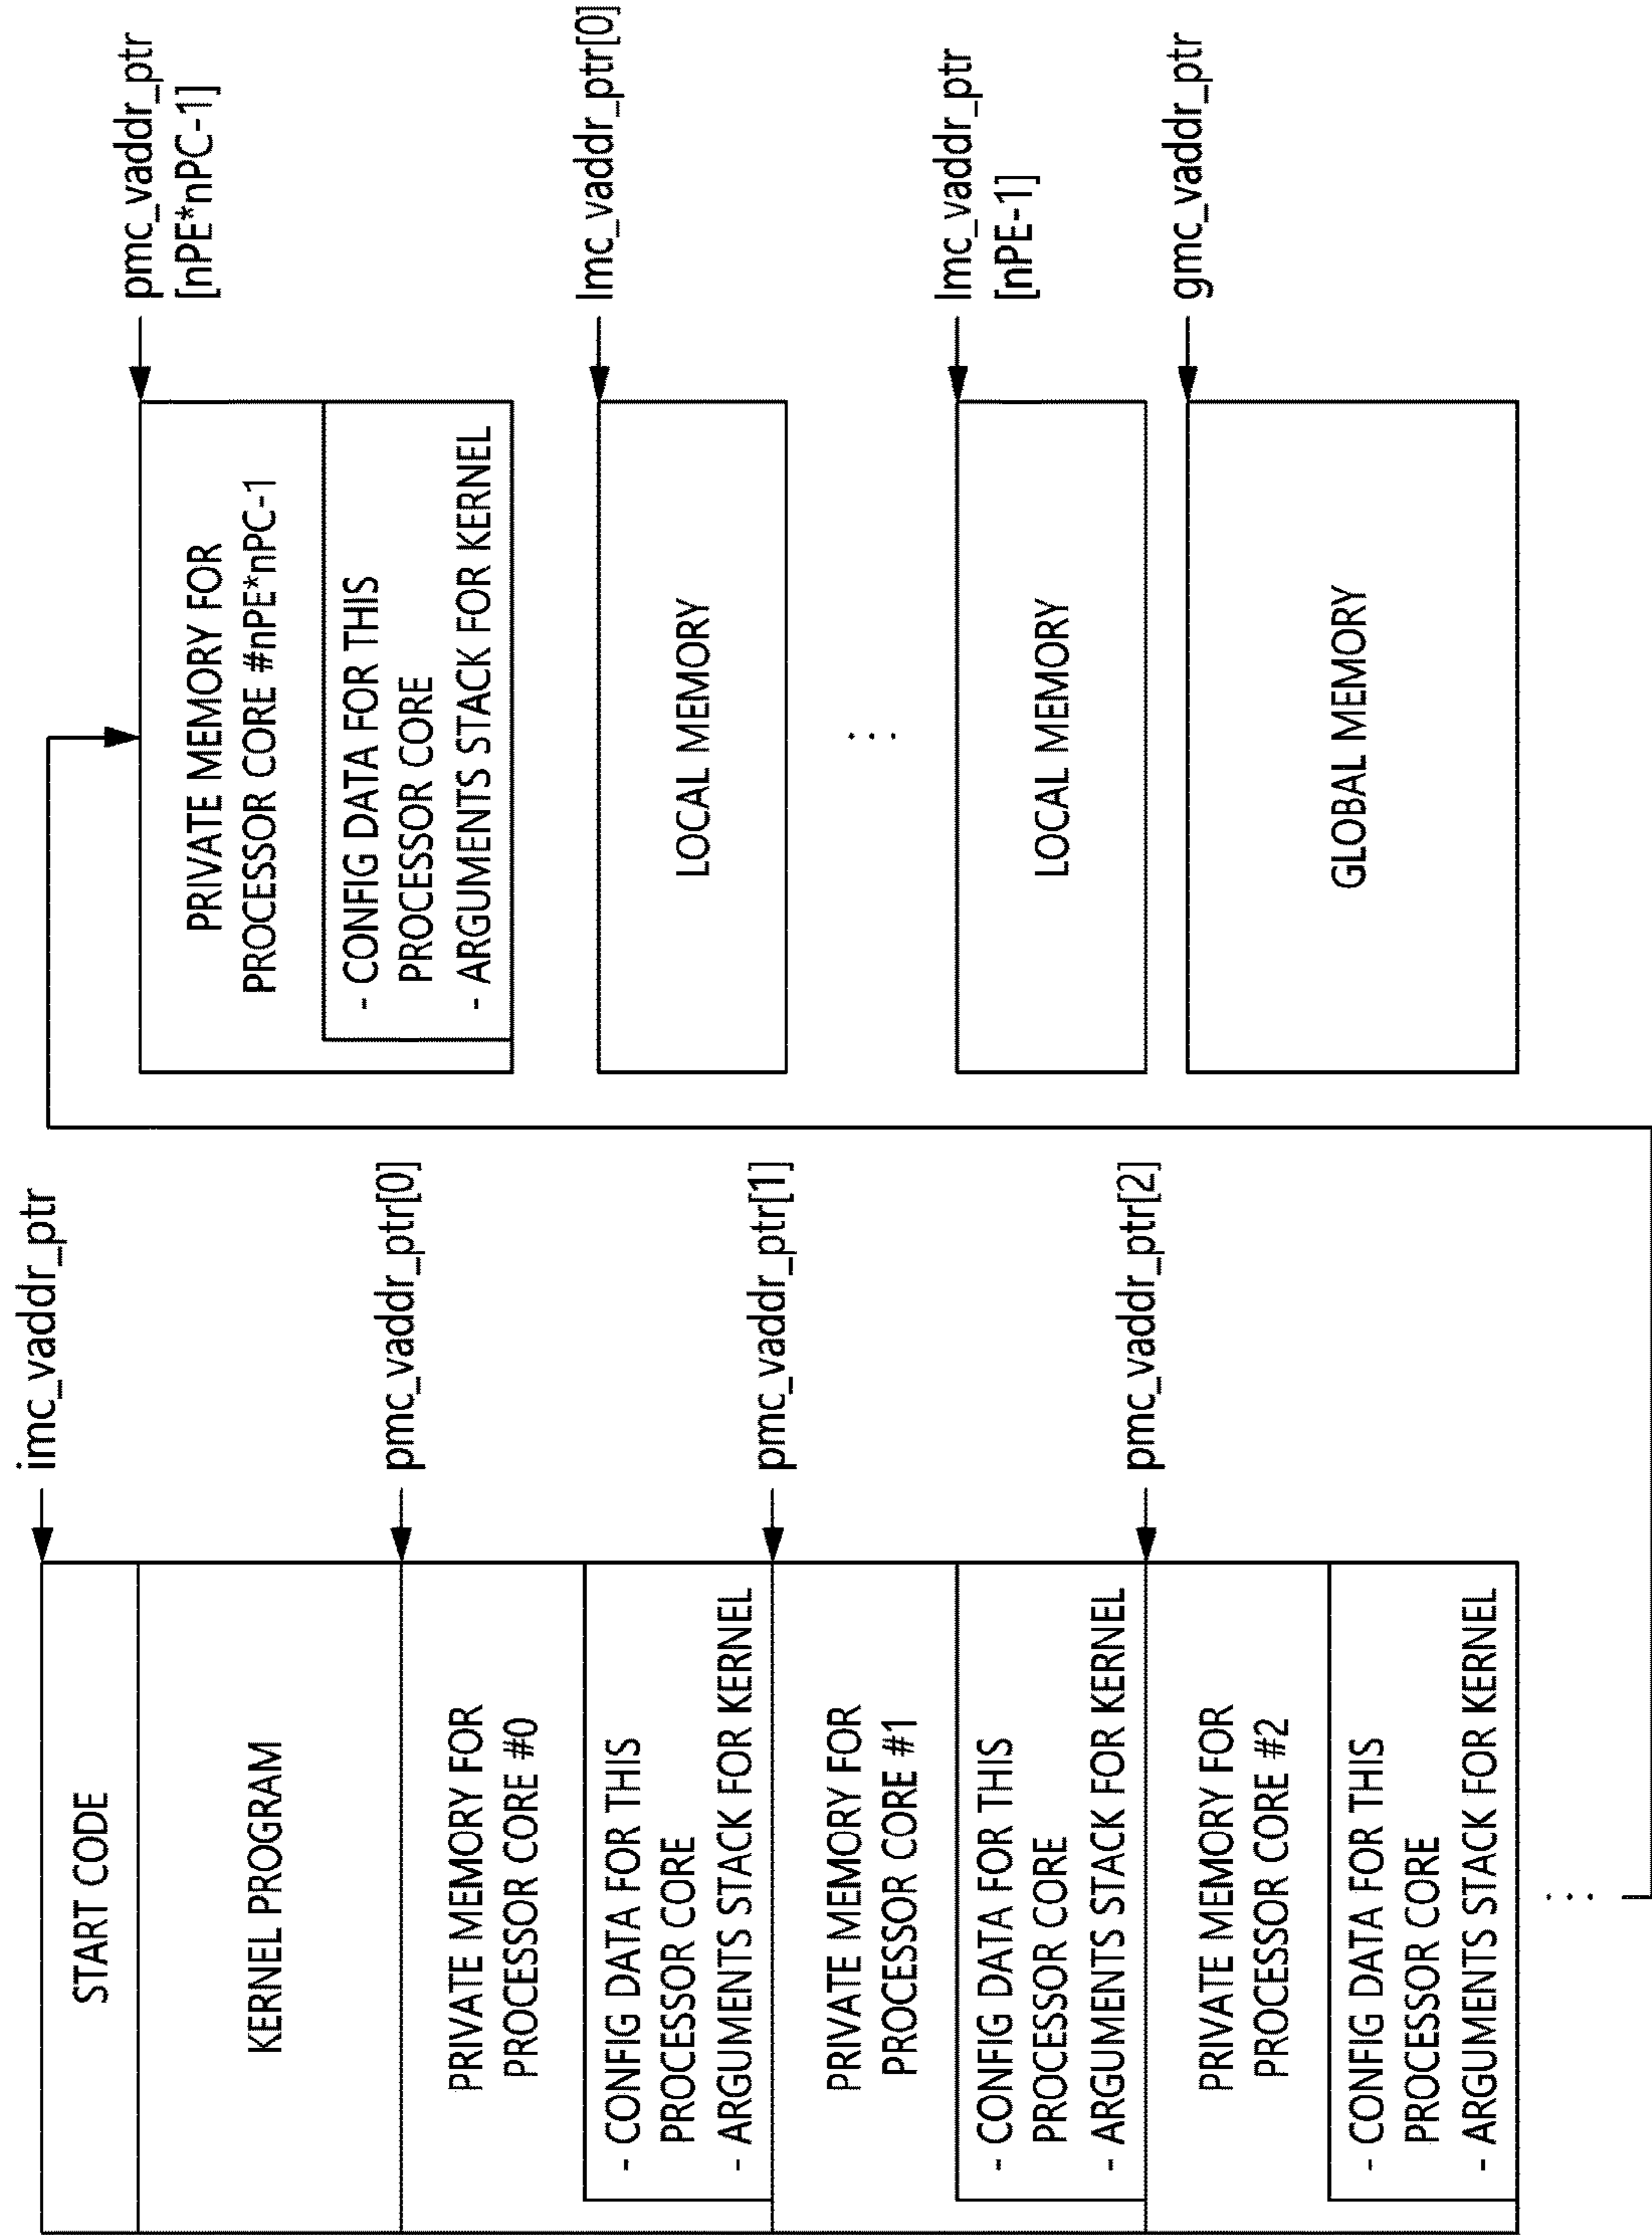 START CODE
imc_vaddr_ptr
KERNEL PROGRAM
pmc_vaddr_ptr[0]
PRIVATE MEMORY FOR
PROCESSOR CORE #0
- CONFIG DATA FOR THIS
PROCESSOR CORE
- ARGUMENTS STACK FOR KERNEL
pmc_vaddr_ptr[1]
PRIVATE MEMORY FOR
PROCESSOR CORE #1
- CONFIG DATA FOR THIS
PROCESSOR CORE
- ARGUMENTS STACK FOR KERNEL
pmc_vaddr_ptr[2]
PRIVATE MEMORY FOR
PROCESSOR CORE #2
- CONFIG DATA FOR THIS
PROCESSOR CORE
- ARGUMENTS STACK FOR KERNEL
...
pmc_vaddr_ptr
[nPE*nPC-1]
PRIVATE MEMORY FOR
PROCESSOR CORE #nPE*nPC-1
- CONFIG DATA FOR THIS
PROCESSOR CORE
- ARGUMENTS STACK FOR KERNEL
lmc_vaddr_ptr[0]
LOCAL MEMORY
...
lmc_vaddr_ptr
[nPE-1]
LOCAL MEMORY
gmc_vaddr_ptr
GLOBAL MEMORY